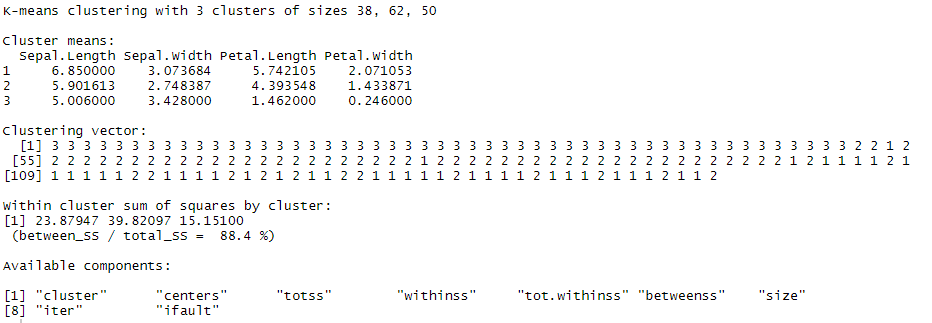 K-means clustering with 3 clusters of sizes 38, 62, 50
Cluster means:
Sepal.Length Sepal.Width Petal.Length Petal.Width
1 6.850000 3.073684 5.742105 2.071053
2 5.901613 2.748387 4.393548 1.433871
3 5.006000 3.428000 1.462000 0.246000
Clustering vector:
[1] 3 3 3 3 3 3 3 3 3 3 3 3 3 3 3 3 3 3 3 3 3 3 3 3 3 3 3 3 3 3 3 3 3 3 3 3 3 3 3 3 3 3 3 3 3 3 3 3 3 3 2 2 1 2
[55] 2 2 2 2 2 2 2 2 2 2 2 2 2 2 2 2 2 2 2 2 2 2 2 1 2 2 2 2 2 2 2 2 2 2 2 2 2 2 2 2 2 2 2 2 2 2 1 2 1 1 1 1 2 1
[109] 1 1 1 1 1 2 2 1 1 1 1 2 1 2 1 2 1 1 2 2 1 1 1 1 1 2 1 1 1 1 2 1 1 1 2 1 1 1 2 1 1 2
Within cluster sum of squares by cluster:
[1] 23.87947 39.82097 15.15100
(between_SS / total_SS = 88.4 %)
Available components:
[1] "cluster" "centers" "totss" "withinss" "tot.withinss" "betweenss" "size"
[8] "iter" "ifault"